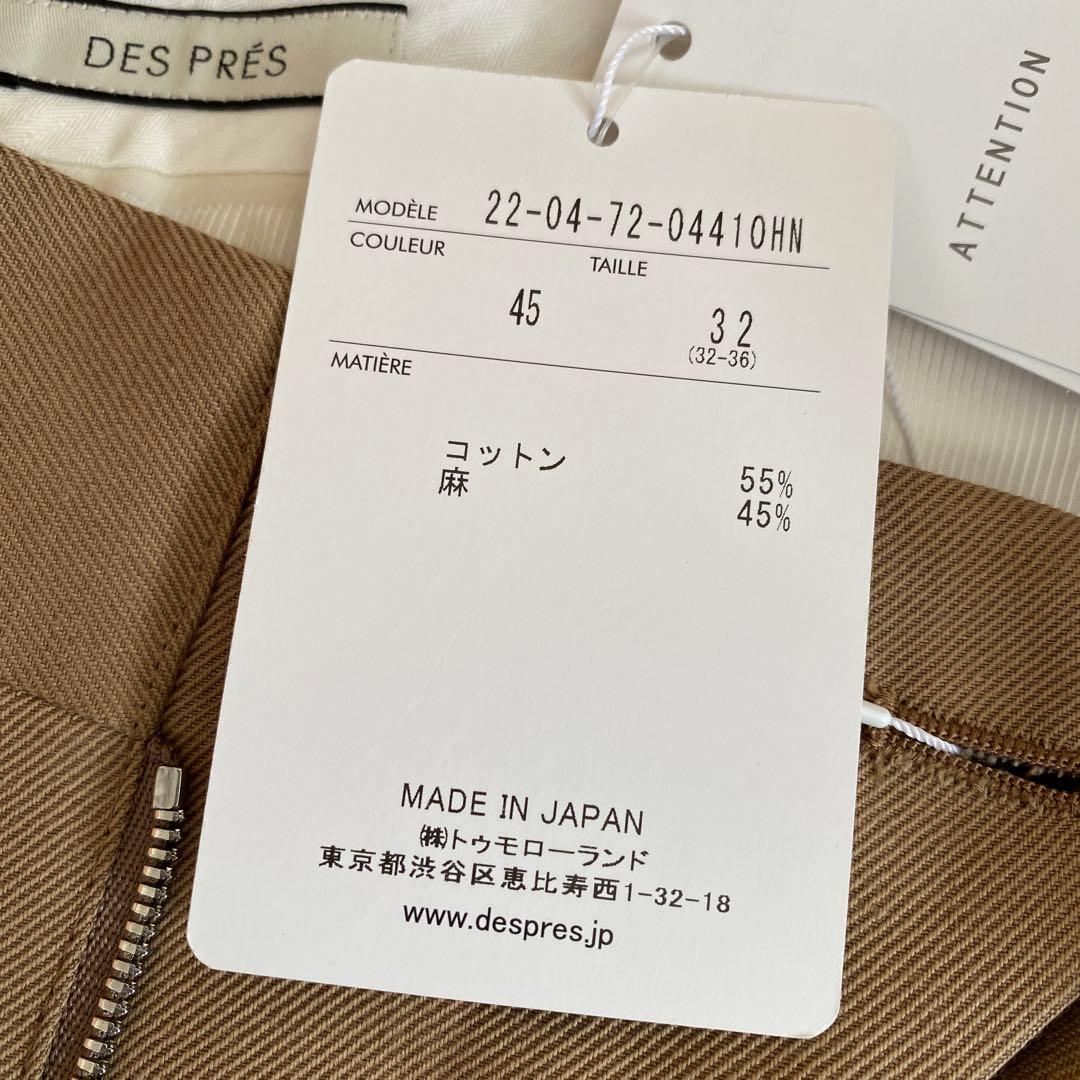 DES PRÉS
ATTENTION
MODÈLE 22-04-72-04410HN
COULEUR TAILLE
45 32
(32-36)
MATIÈRE
コットン 55%
麻 45%
MADE IN JAPAN
㈱トゥモローランド
東京都渋谷区恵比寿西1-32-18
www.despres.jp